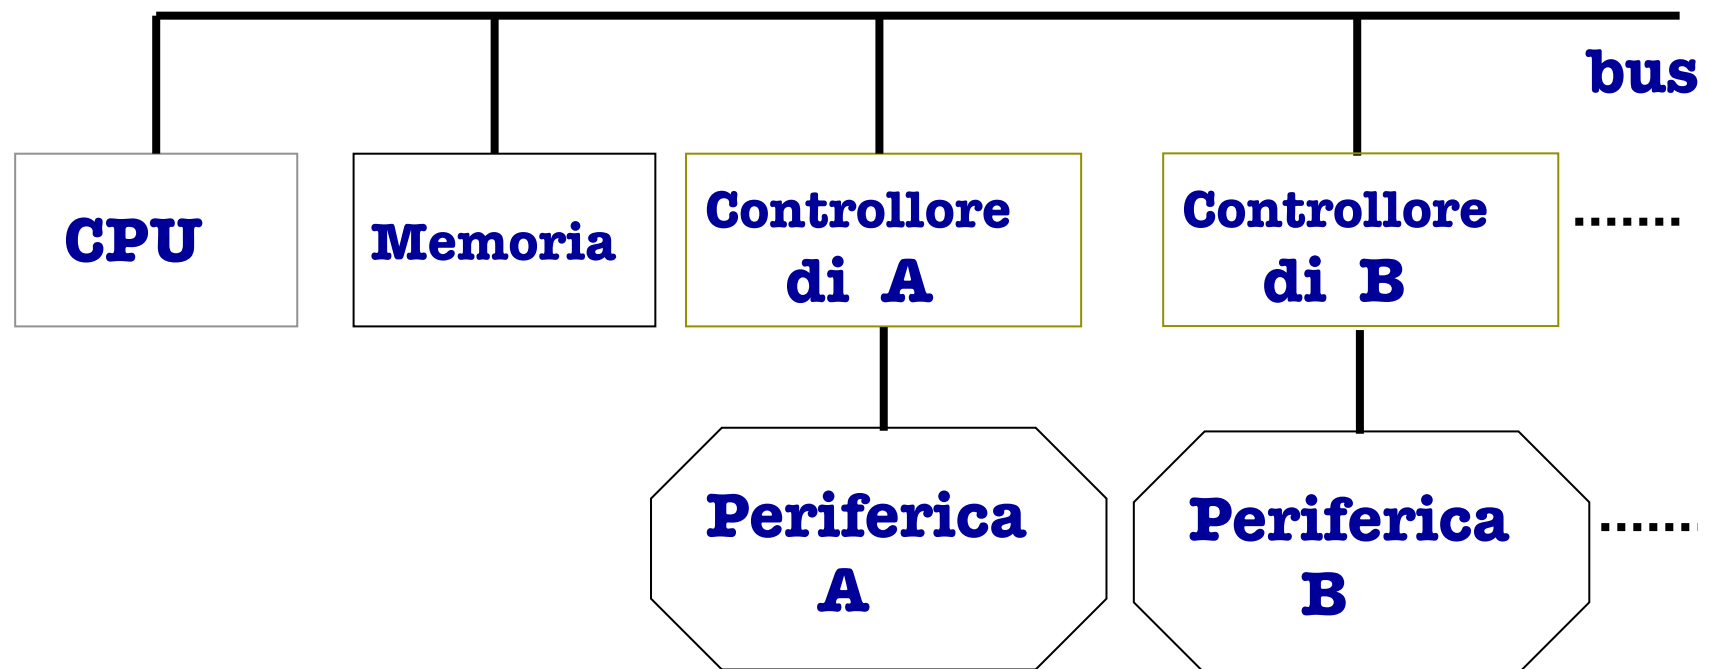 bus
CPU
Memoria
Controllore
di A
Controllore
di B
.......
Periferica
A
Periferica
B
.......